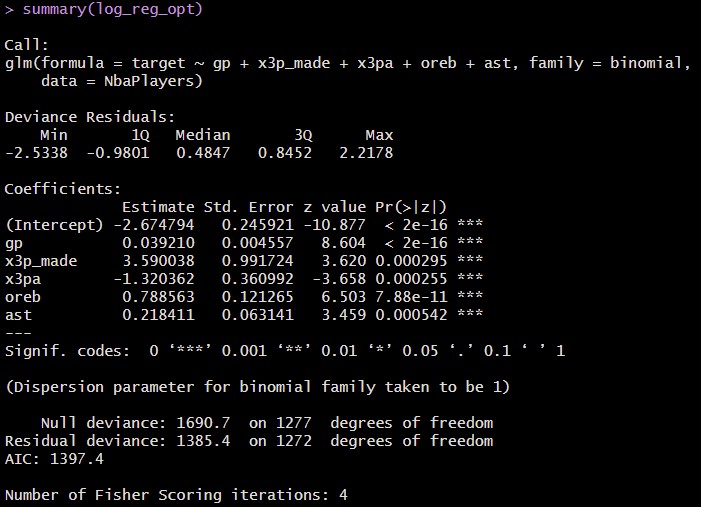 > summary(log_reg_opt)
Call:
glm(formula = target ~ gp + x3p_made + x3pa + oreb + ast, family = binomial,
    data = NbaPlayers)
Deviance Residuals:
    Min      1Q  Median      3Q     Max
-2.5338  -0.9801   0.4847   0.8452   2.2178
Coefficients:
             Estimate Std. Error z value Pr(>|z|)
(Intercept) -2.674794   0.245921 -10.877  < 2e-16 ***
gp           0.039210   0.004557   8.604  < 2e-16 ***
x3p_made     3.590038   0.991724   3.620 0.000295 ***
x3pa        -1.320362   0.360992  -3.658 0.000255 ***
oreb         0.788563   0.121265   6.503 7.88e-11 ***
ast          0.218411   0.063141   3.459 0.000542 ***
---
Signif. codes:  0 ‘***’ 0.001 ‘**’ 0.01 ‘*’ 0.05 ‘.’ 0.1 ‘ ’ 1
(Dispersion parameter for binomial family taken to be 1)
    Null deviance: 1690.7  on 1277  degrees of freedom
Residual deviance: 1385.4  on 1272  degrees of freedom
AIC: 1397.4
Number of Fisher Scoring iterations: 4